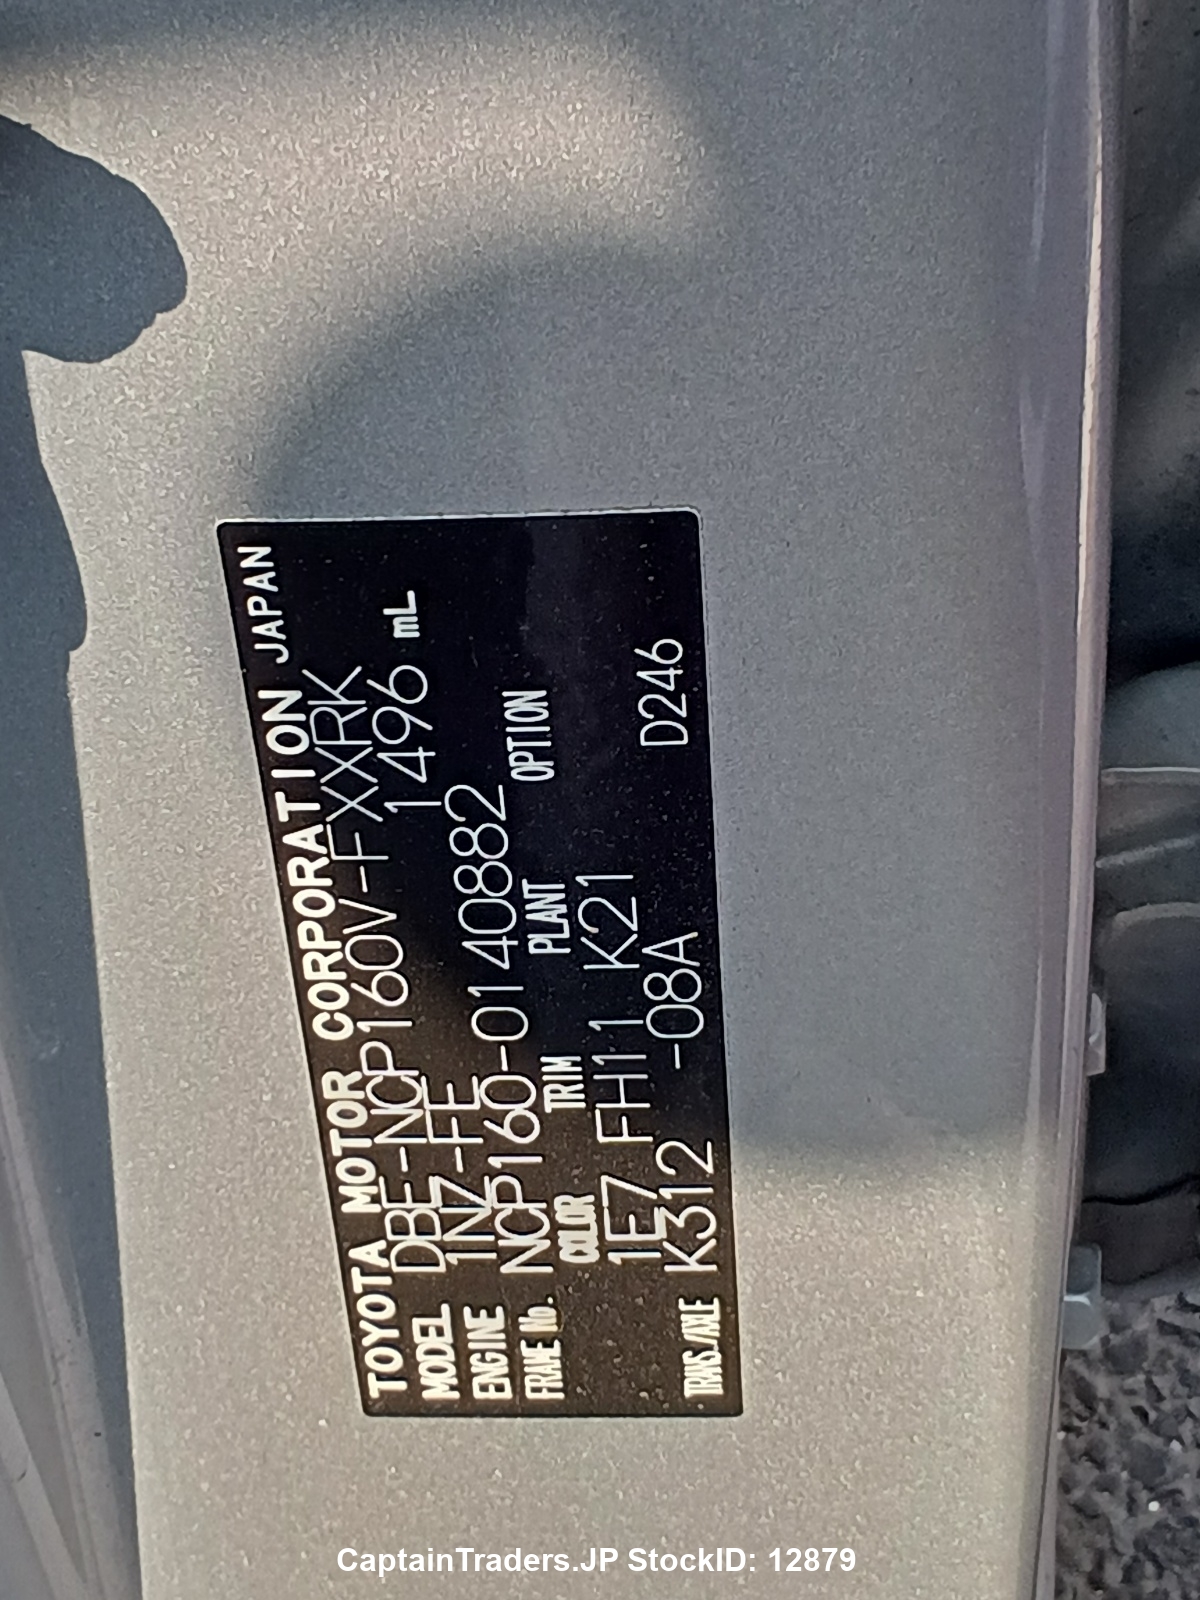 TOYOTA MOTOR CORPORATION JAPAN
MODEL DBE-NCP160V-FXXRK
ENGINE 1NZ-FE 1496 mL
FRAME No. NCP160-0140882
COLOR TRIM PLANT OPTION
1E7 FH11 K21
TRANS./AXLE K312 -08A D246
CaptainTraders.JP StockID: 12879